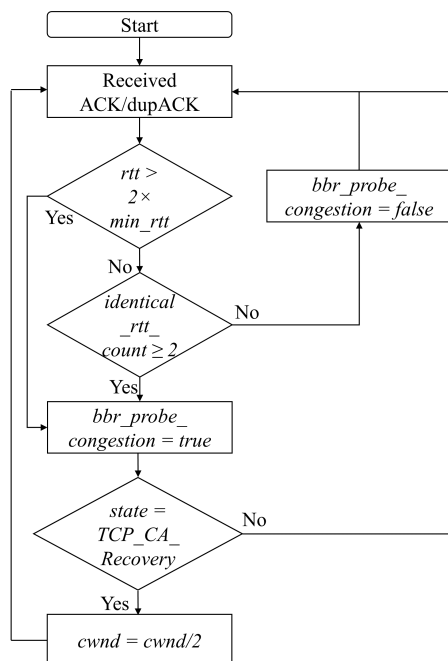 Start
Received
ACK/dupACK
rtt >
2×
min_rtt
Yes
No
bbr_probe_
congestion = false
identical
_rtt_
count ≥ 2
No
Yes
bbr_probe_
congestion = true
state =
TCP_CA_
Recovery
No
Yes
cwnd = cwnd/2